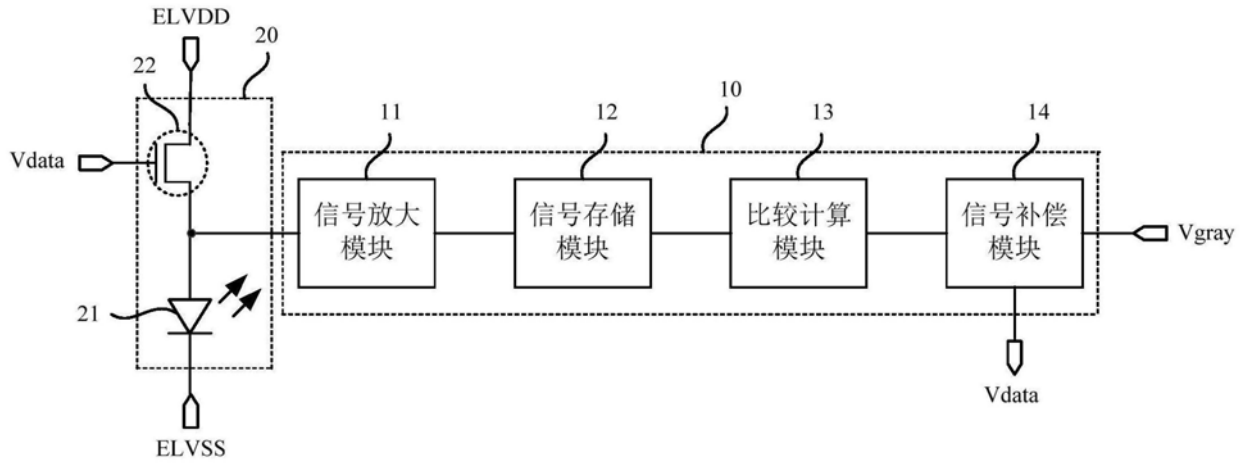 ELVDD
22
20
Vdata
11
12
10
13
14
信号放大
模块
信号存储
模块
比较计算
模块
信号补偿
模块
Vgray
21
Vdata
ELVSS